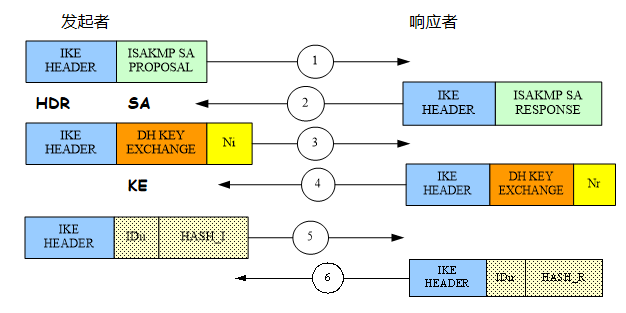 发起者 响应者
IKE HEADER ISAKMP SA PROPOSAL 1
HDR SA 2 IKE HEADER ISAKMP SA RESPONSE
IKE HEADER DH KEY EXCHANGE Ni 3
KE 4 IKE HEADER DH KEY EXCHANGE Nr
IKE HEADER IDii HASH_I 5
6 IKE HEADER IDir HASH_R